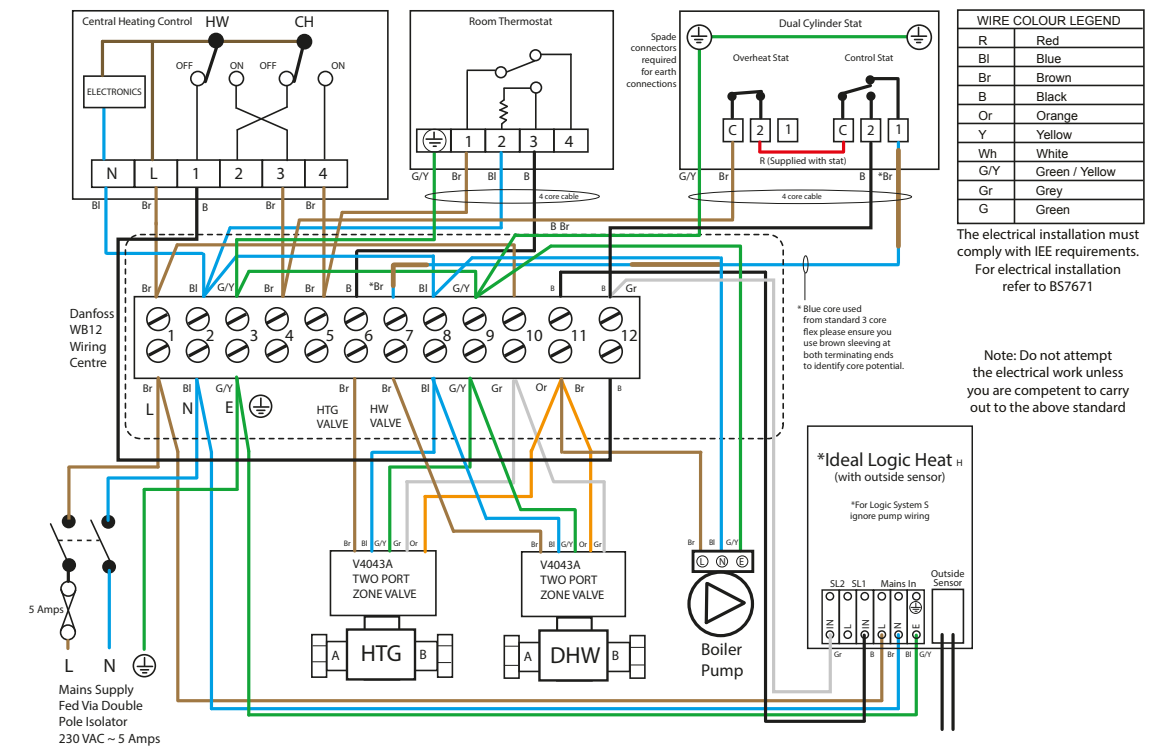 Central Heating Control
HW
CH
OFF
ON
OFF
ON
ELECTRONICS
N
L
1
2
3
4
Bl
Br
B
Br
Br
Room Thermostat
1
2
3
4
G/Y
Br
Bl
B
4 core cable
Spade
connectors
required
for earth
connections
Dual Cylinder Stat
Overheat Stat
Control Stat
C
2
1
C
2
1
R (Supplied with stat)
G/Y
Br
B
*Br
4 core cable
WIRE COLOUR LEGEND
R Red
Bl Blue
Br Brown
B Black
Or Orange
Y Yellow
Wh White
G/Y Green / Yellow
Gr Grey
G Green
The electrical installation must
comply with IEE requirements.
For electrical installation
refer to BS7671
Note: Do not attempt
the electrical work unless
you are competent to carry
out to the above standard
B Br
Br
Bl
G/Y
Br
Br
B
*Br
Bl
G/Y
B
B
Gr
Danfoss
WB12
Wiring
Centre
1
2
3
4
5
6
7
8
9
10
11
12
* Blue core used
from standard 3 core
flex please ensure you
use brown sleeving at
both terminating ends
to identify core potential.
Br
Bl
G/Y
Br
Br
Bl
G/Y
Gr
Or
Br
B
L
N
E
HTG
VALVE
HW
VALVE
5 Amps
L
N
Mains Supply
Fed Via Double
Pole Isolator
230 VAC ~ 5 Amps
Br
Bl
G/Y
Gr
Or
V4043A
TWO PORT
ZONE VALVE
A
HTG
B
Br
Bl
G/Y
Or
Gr
V4043A
TWO PORT
ZONE VALVE
A
DHW
B
Br
Bl
G/Y
L
N
E
Boiler
Pump
*Ideal Logic Heat H
(with outside sensor)
*For Logic System S
ignore pump wiring
SL2
SL1
Mains In
Outside
Sensor
IN
L
IN
L
N
E
Gr
B
Br
Bl
G/Y